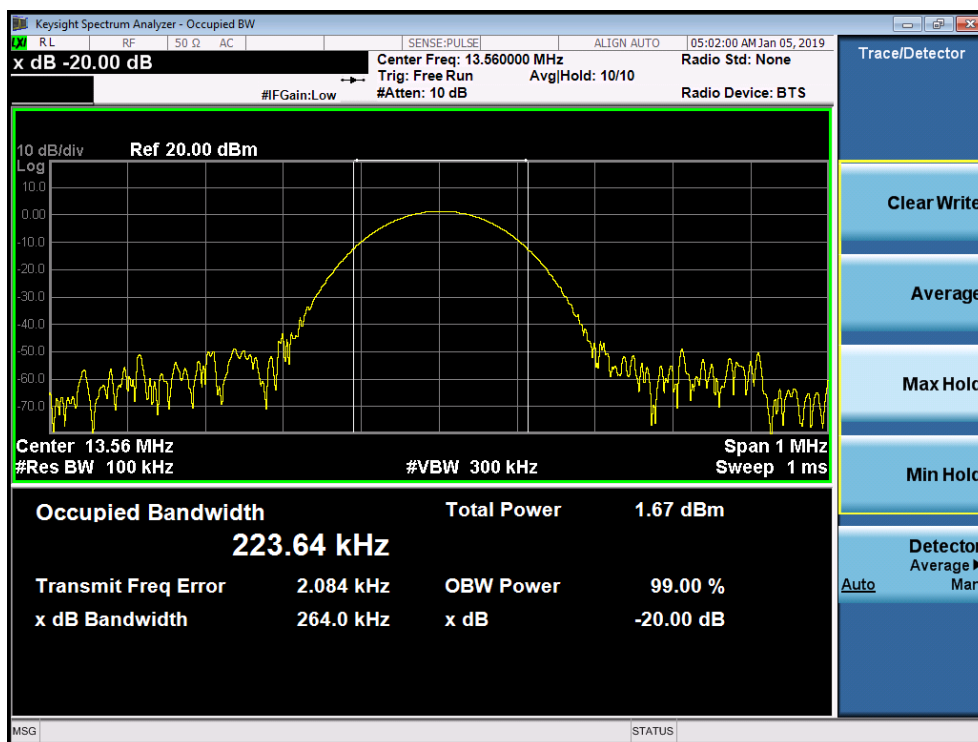 Keysight Spectrum Analyzer - Occupied BW
LXI RL RF 50 Ω AC SENSE:PULSE ALIGN AUTO 05:02:00 AM Jan 05, 2019
x dB -20.00 dB
Center Freq: 13.560000 MHz Radio Std: None
Trig: Free Run Avg|Hold: 10/10
#IFGain:Low #Atten: 10 dB Radio Device: BTS
Trace/Detector
10 dB/div Ref 20.00 dBm
Log
10.0
0.00
-10.0
-20.0
-30.0
-40.0
-50.0
-60.0
-70.0
Center 13.56 MHz Span 1 MHz
#Res BW 100 kHz #VBW 300 kHz Sweep 1 ms
Clear Write
Average
Max Hold
Min Hold
Detector
Average
Auto Man
Occupied Bandwidth Total Power 1.67 dBm
223.64 kHz
Transmit Freq Error 2.084 kHz OBW Power 99.00 %
x dB Bandwidth 264.0 kHz x dB -20.00 dB
MSG STATUS